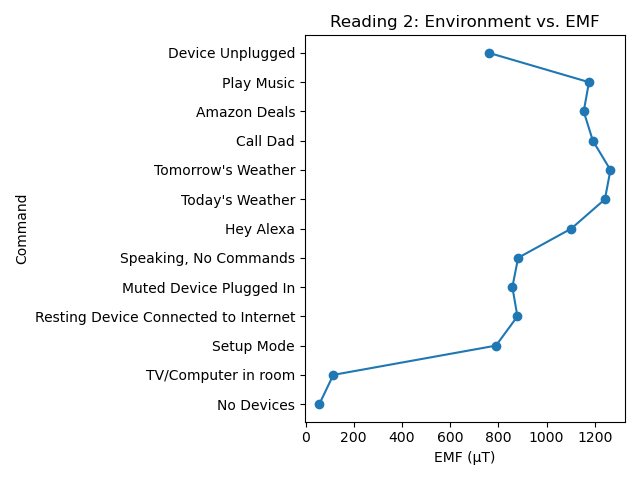 Reading 2: Environment vs. EMF
Device Unplugged
Play Music
Amazon Deals
Call Dad
Tomorrow's Weather
Today's Weather
Hey Alexa
Speaking, No Commands
Muted Device Plugged In
Resting Device Connected to Internet
Setup Mode
TV/Computer in room
No Devices
Command
0 200 400 600 800 1000 1200
EMF (μT)